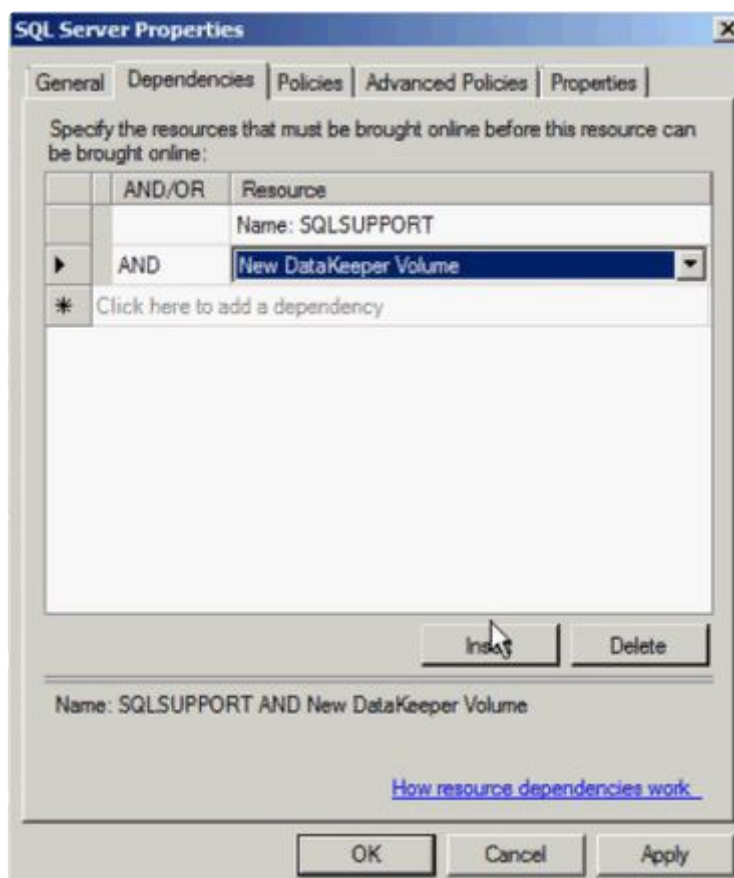 SQL Server Properties
General Dependencies Policies Advanced Policies Properties
Specify the resources that must be brought online before this resource can
be brought online:
AND/OR Resource
Name: SQLSUPPORT
AND New DataKeeper Volume
Click here to add a dependency
Delete
Name: SQLSUPPORT AND New DataKeeper Volume
How resource dependencies work
OK Cancel Apply